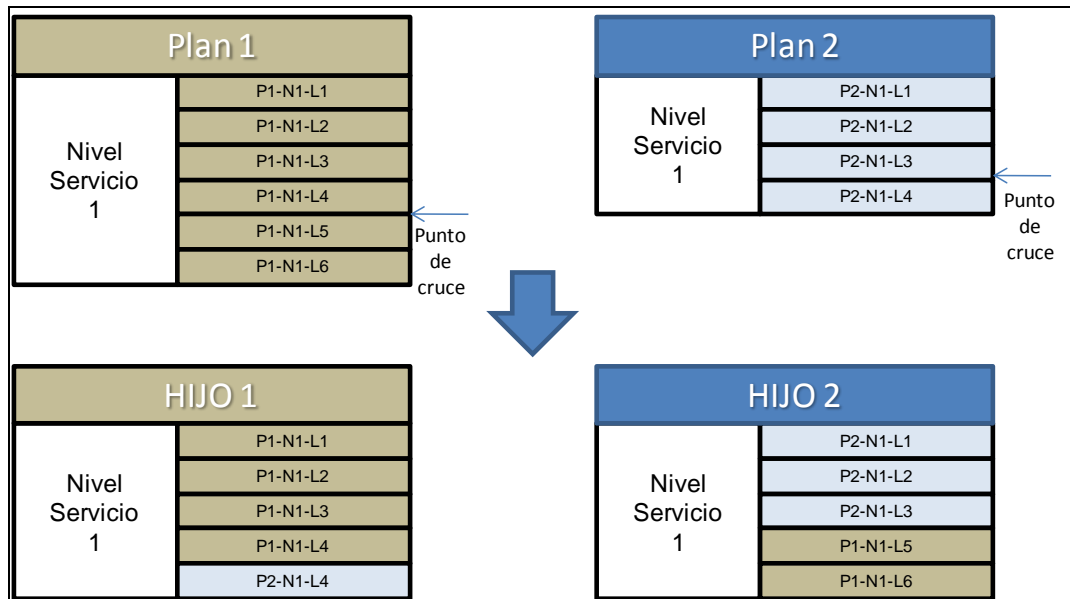 Plan 1
Nivel
Servicio
1
P1-N1-L1
P1-N1-L2
P1-N1-L3
P1-N1-L4
P1-N1-L5
P1-N1-L6
Punto
de
cruce
Plan 2
Nivel
Servicio
1
P2-N1-L1
P2-N1-L2
P2-N1-L3
P2-N1-L4
Punto
de
cruce
HIJO 1
Nivel
Servicio
1
P1-N1-L1
P1-N1-L2
P1-N1-L3
P1-N1-L4
P2-N1-L4
HIJO 2
Nivel
Servicio
1
P2-N1-L1
P2-N1-L2
P2-N1-L3
P1-N1-L5
P1-N1-L6